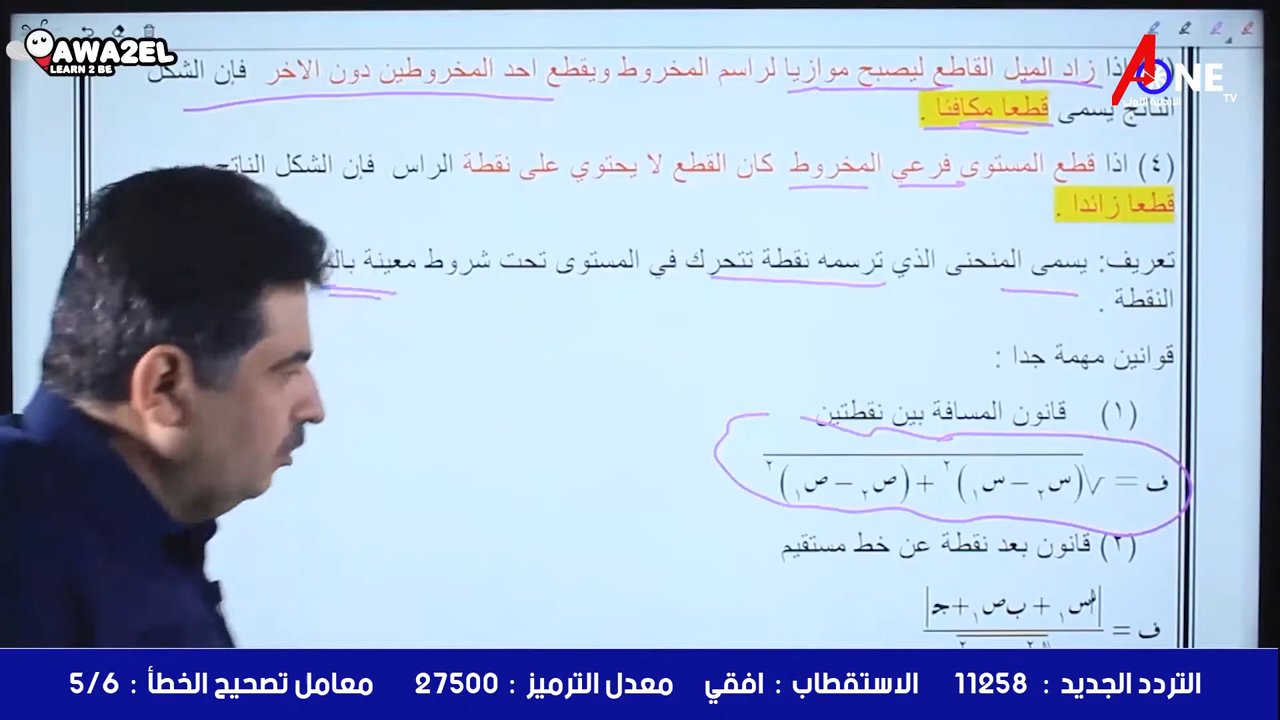 AWA2EL
LEARN 2 BE
A ONE
TV
اذا زاد الميل القاطع ليصبح موازيا لراسم المخروط ويقطع احد المخروطين دون الاخر فإن الشكل
الناتج يسمى قطعا مكافئا .
(٤) اذا قطع المستوى فرعي المخروط كان القطع لا يحتوي على نقطة الراس فإن الشكل الناتج
قطعا زائدا .
تعريف: يسمى المنحنى الذي ترسمه نقطة تتحرك في المستوى تحت شروط معينة
النقطة .
قوانين مهمة جدا :
(١) قانون المسافة بين نقطتين
ف = √(س٢ – س١)٢ + (ص٢ – ص١)٢
(٢) قانون بعد نقطة عن خط مستقيم
ف = |أس١ + ب ص١ + جـ|
التردد الجديد : 11258 الاستقطاب : افقي معدل الترميز : 27500 معامل تصحيح الخطأ : 5/6